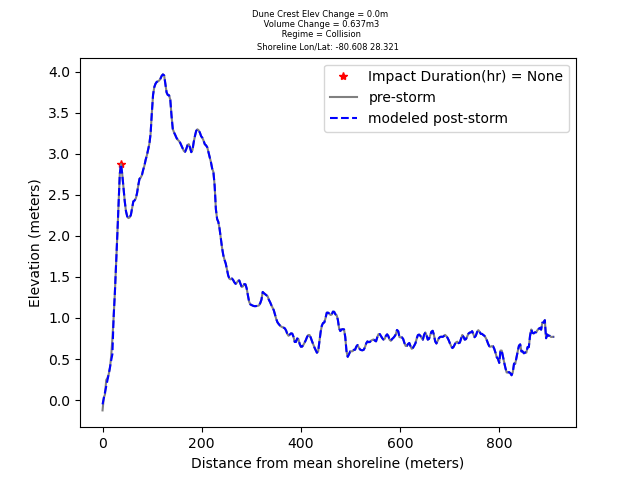 Dune Crest Elev Change = 0.0m
Volume Change = 0.637m3
Regime = Collision
Shoreline Lon/Lat: -80.608 28.321
Impact Duration(hr) = None
pre-storm
modeled post-storm
4.0
3.5
3.0
2.5
2.0
1.5
1.0
0.5
0.0
Elevation (meters)
0 200 400 600 800
Distance from mean shoreline (meters)